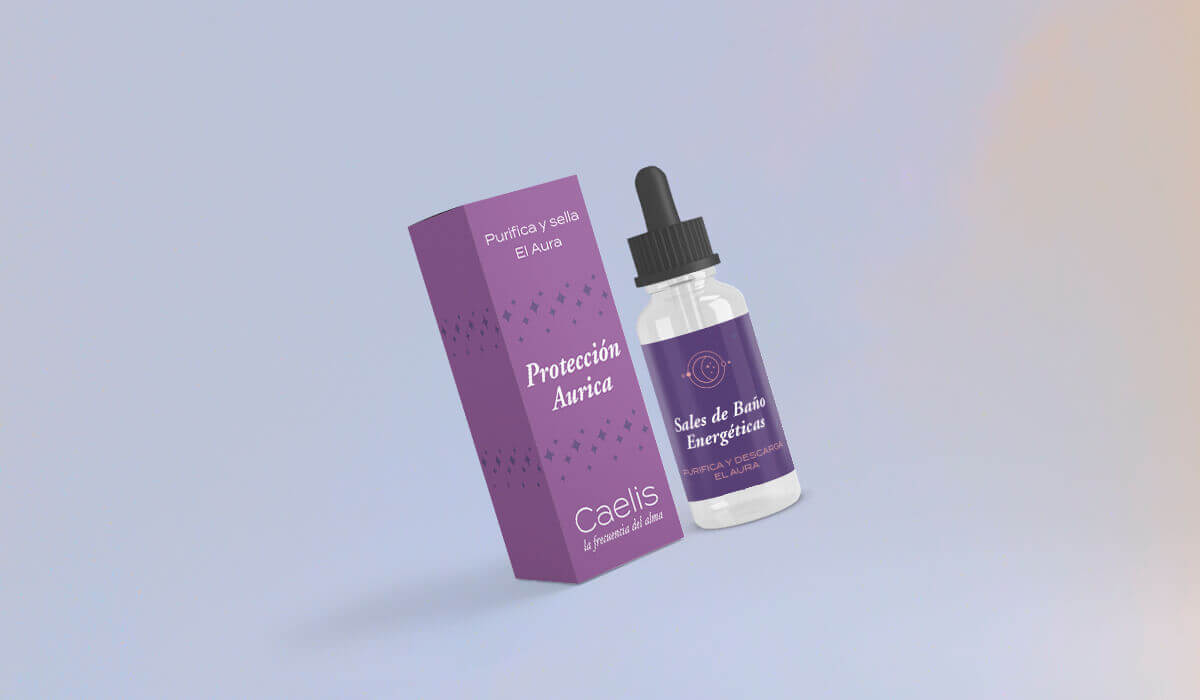 Purifica y sella
El Aura
Protección
Aurica
Caelis
la frecuencia del alma
Sales de Baño
Energéticas
PURIFICA Y DESCARGA
EL AURA